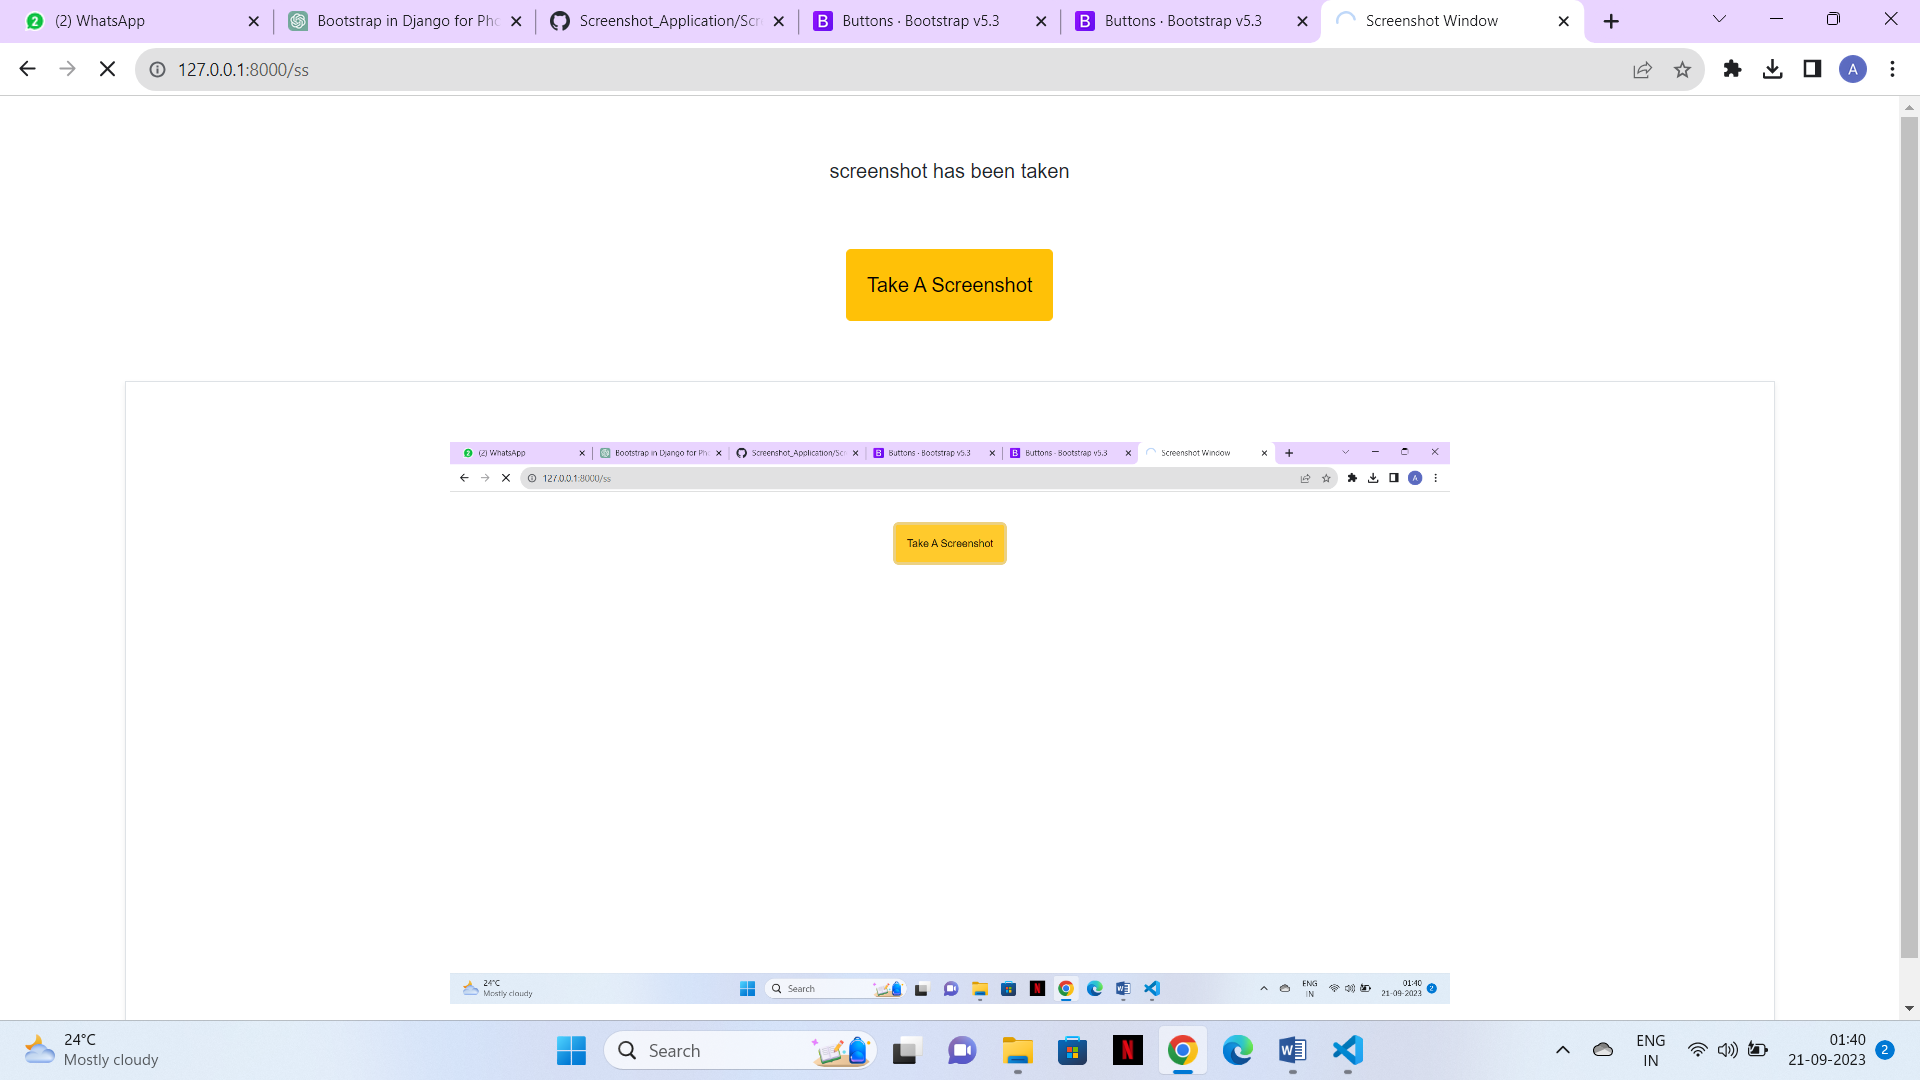 (2) WhatsApp
Bootstrap in Django for Pho
Screenshot_Application/Scr
Buttons · Bootstrap v5.3
Buttons · Bootstrap v5.3
Screenshot Window
127.0.0.1:8000/ss
A
screenshot has been taken
Take A Screenshot
(2) WhatsApp
Bootstrap in Django for Pho
Screenshot_Application/Scr
Buttons · Bootstrap v5.3
Buttons · Bootstrap v5.3
Screenshot Window
127.0.0.1:8000/ss
A
Take A Screenshot
24°C
Mostly cloudy
Search
ENG
IN
01:40
21-09-2023
2
24°C
Mostly cloudy
Search
ENG
IN
01:40
21-09-2023
2